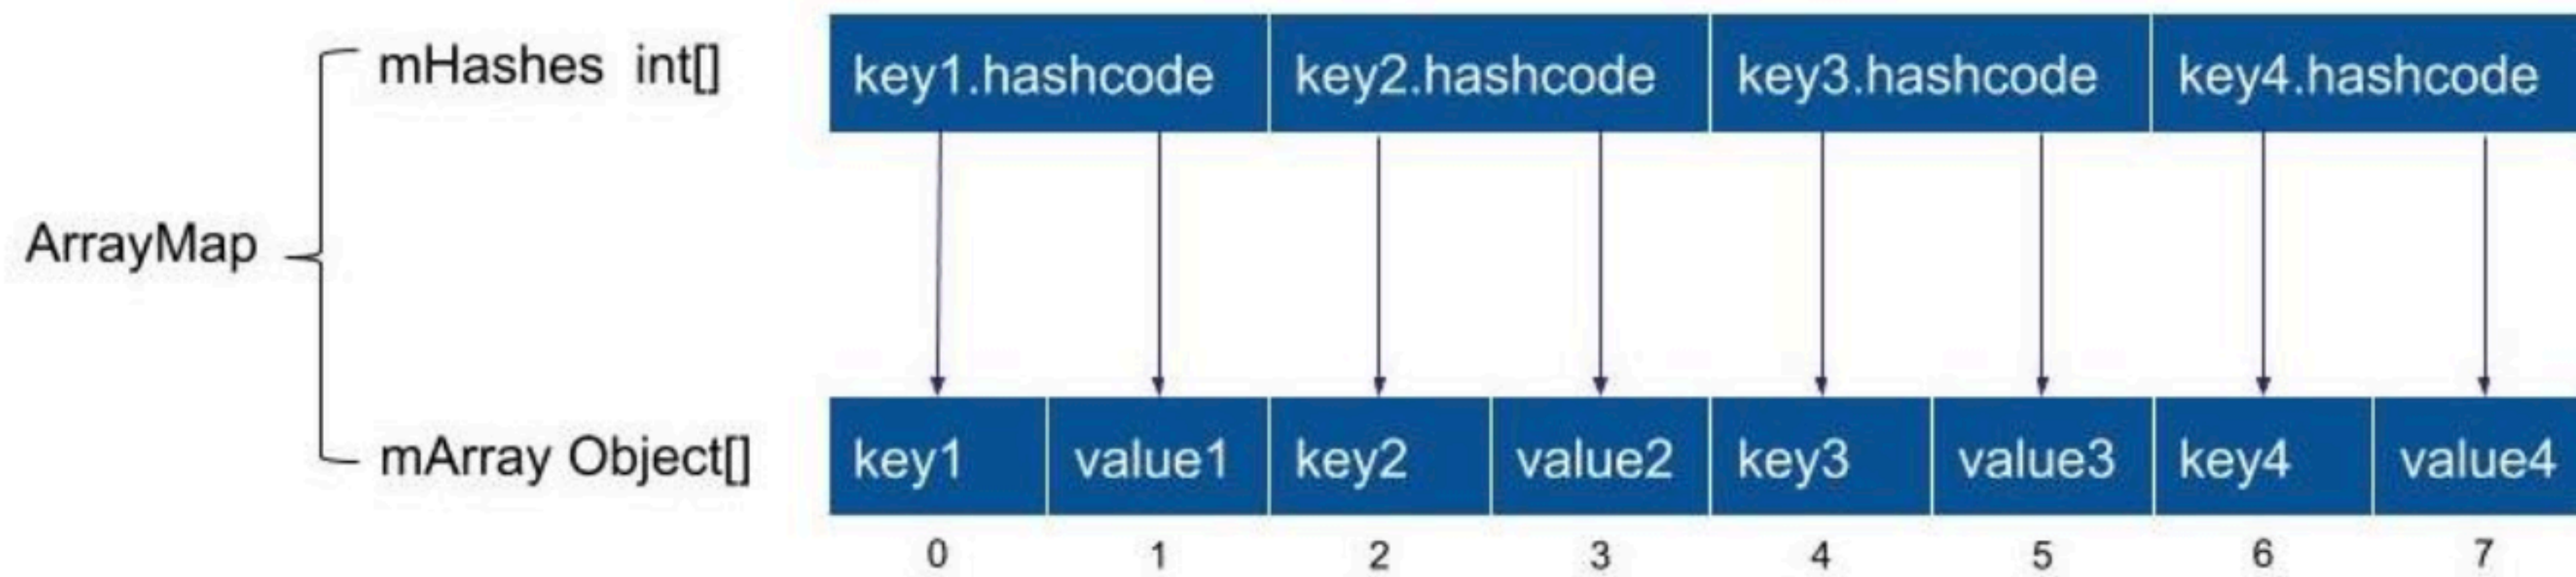 mHashes int[]
key1.hashcode key2.hashcode key3.hashcode key4.hashcode
ArrayMap
mArray Object[]
key1 value1 key2 value2 key3 value3 key4 value4
0 1 2 3 4 5 6 7